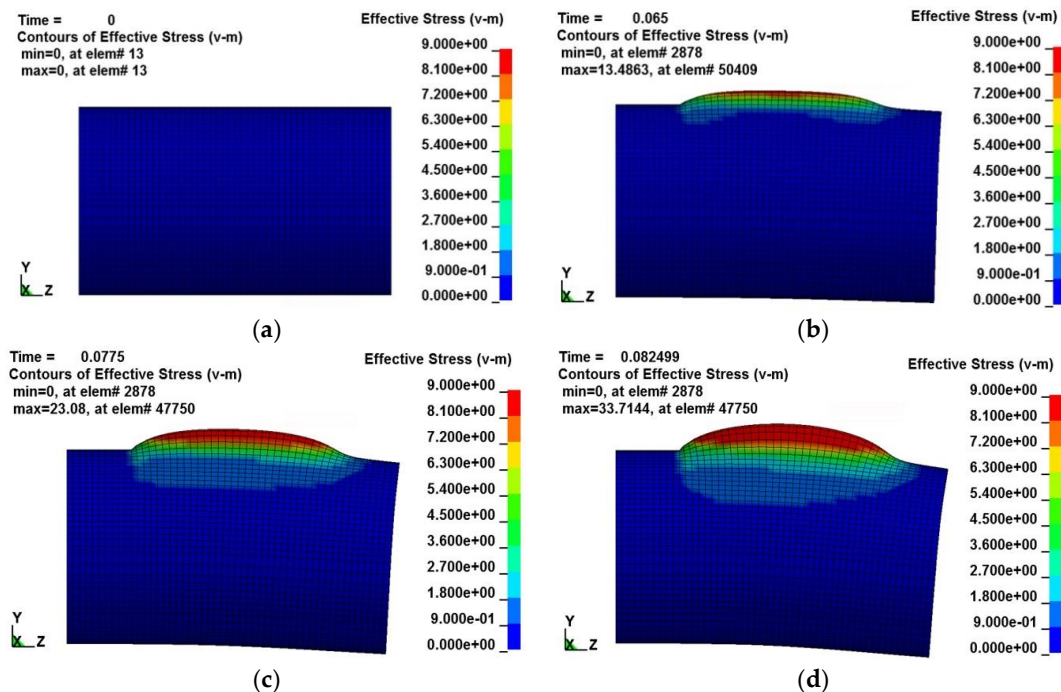 Time = 0
Contours of Effective Stress (v-m)
min=0, at elem# 13
max=0, at elem# 13
Effective Stress (v-m)
9.000e+00
8.100e+00
7.200e+00
6.300e+00
5.400e+00
4.500e+00
3.600e+00
2.700e+00
1.800e+00
9.000e-01
0.000e+00
Y
X Z
(a)
Time = 0.065
Contours of Effective Stress (v-m)
min=0, at elem# 2878
max=13.4863, at elem# 50409
Effective Stress (v-m)
9.000e+00
8.100e+00
7.200e+00
6.300e+00
5.400e+00
4.500e+00
3.600e+00
2.700e+00
1.800e+00
9.000e-01
0.000e+00
Y
X Z
(b)
Time = 0.0775
Contours of Effective Stress (v-m)
min=0, at elem# 2878
max=23.08, at elem# 47750
Effective Stress (v-m)
9.000e+00
8.100e+00
7.200e+00
6.300e+00
5.400e+00
4.500e+00
3.600e+00
2.700e+00
1.800e+00
9.000e-01
0.000e+00
Y
X Z
(c)
Time = 0.082499
Contours of Effective Stress (v-m)
min=0, at elem# 2878
max=33.7144, at elem# 47750
Effective Stress (v-m)
9.000e+00
8.100e+00
7.200e+00
6.300e+00
5.400e+00
4.500e+00
3.600e+00
2.700e+00
1.800e+00
9.000e-01
0.000e+00
Y
X Z
(d)